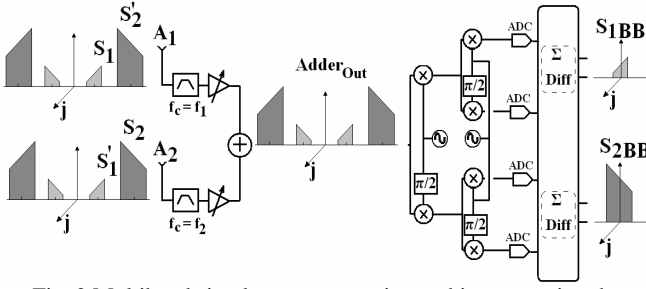 S'2
A1
S1
fc = f1
j
AdderOut
S2
A2
S'1
fc = f2
j
j
π/2
π/2
π/2
ADC
ADC
ADC
ADC
Σ
Diff
Σ
Diff
S1BB
j
S2BB
j